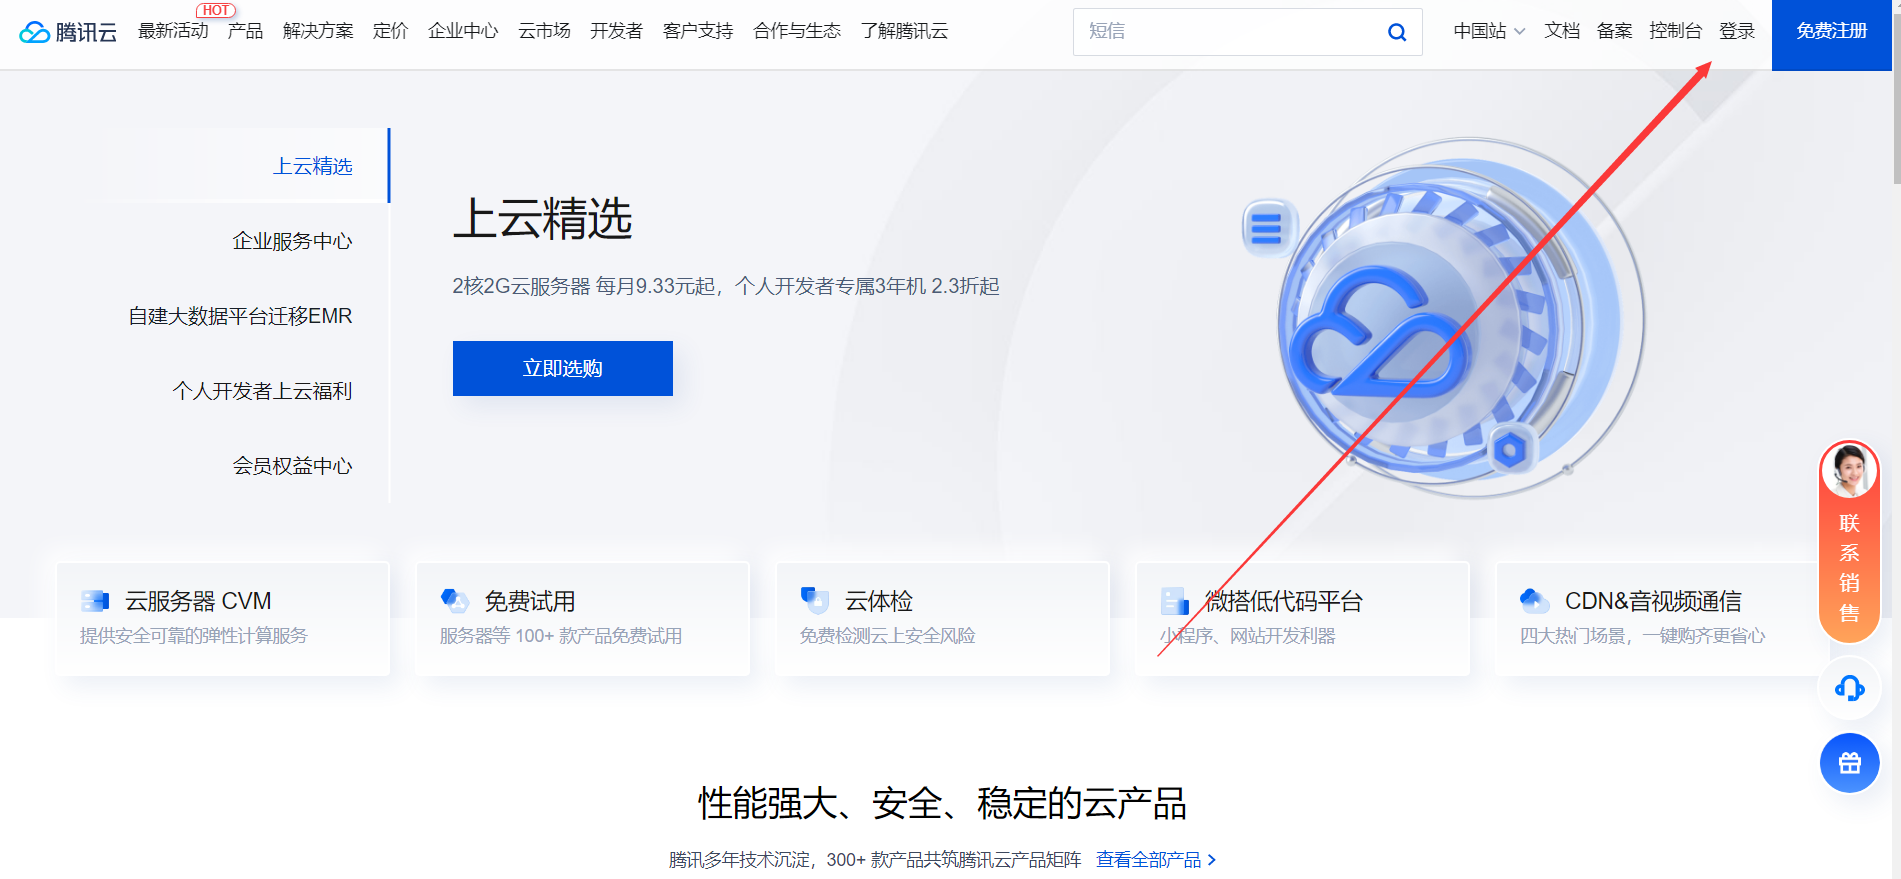 腾讯云 最新活动 HOT 产品 解决方案 定价 企业中心 云市场 开发者 客户支持 合作与生态 了解腾讯云 短信 中国站 文档 备案 控制台 登录 免费注册
上云精选
企业服务中心
自建大数据平台迁移EMR
个人开发者上云福利
会员权益中心
上云精选
2核2G云服务器 每月9.33元起，个人开发者专属3年机 2.3折起
立即选购
云服务器 CVM
提供安全可靠的弹性计算服务
免费试用
服务器等 100+ 款产品免费试用
云体检
免费检测云上安全风险
微搭低代码平台
小程序、网站开发利器
CDN&音视频通信
四大热门场景，一键购齐更省心
联
系
销
售
性能强大、安全、稳定的云产品
腾讯多年技术沉淀，300+ 款产品共筑腾讯云产品矩阵 查看全部产品